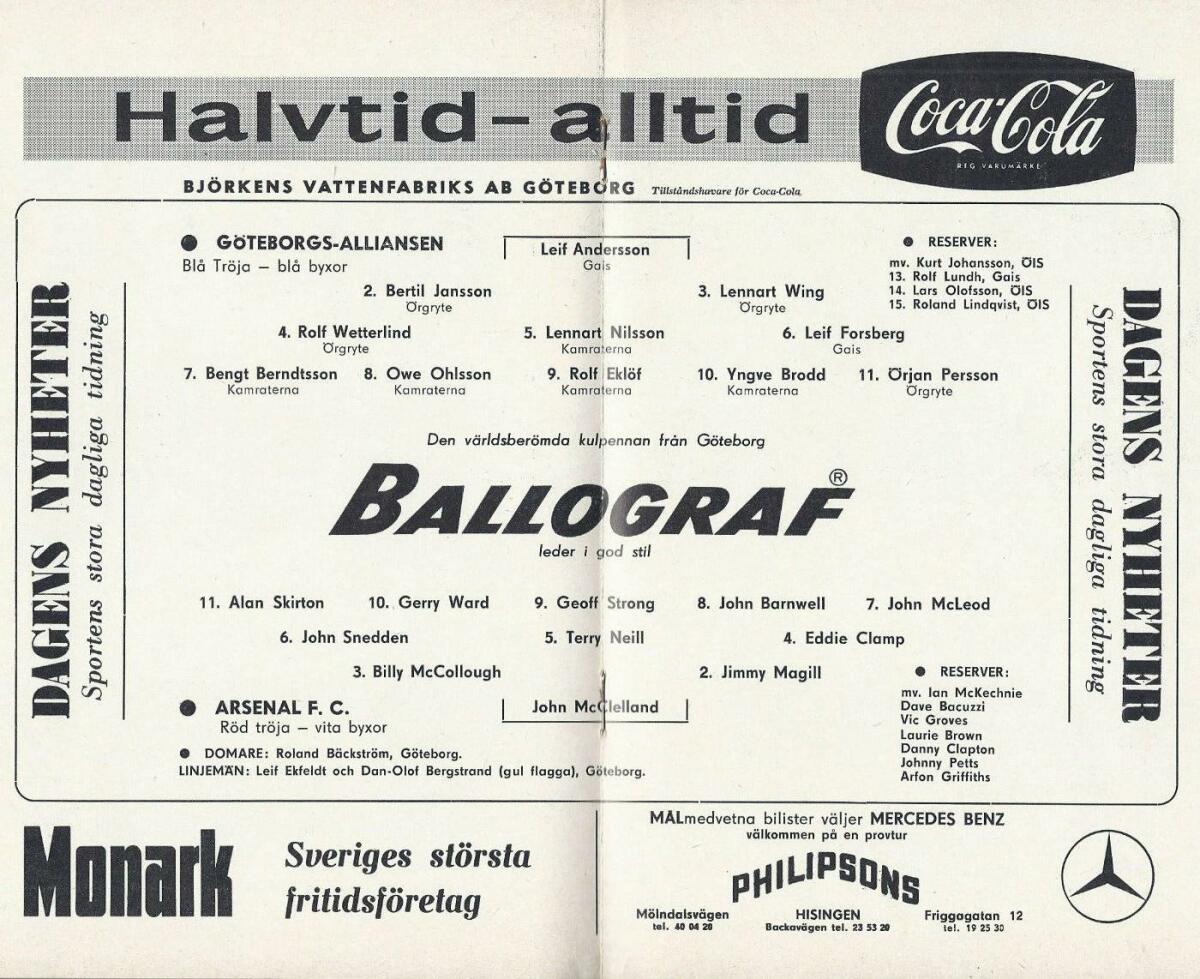 Halvtid-alltid
Coca-Cola
REG VARUMÄRKE
BJÖRKENS VATTENFABRIKS AB GÖTEBORG Tillståndshavare för Coca-Cola
DAGENS NYHETER
Sportens stora dagliga tidning
● GÖTEBORGS-ALLIANSEN
Blå Tröja – blå byxor
Leif Andersson
Gais
● RESERVER:
mv. Kurt Johansson, ÖIS
13. Rolf Lundh, Gais
14. Lars Olofsson, ÖIS
15. Roland Lindqvist, ÖIS
2. Bertil Jansson
Örgryte
3. Lennart Wing
Örgryte
4. Rolf Wetterlind
Örgryte
5. Lennart Nilsson
Kamraterna
6. Leif Forsberg
Gais
7. Bengt Berndtsson
Kamraterna
8. Owe Ohlsson
Kamraterna
9. Rolf Eklöf
Kamraterna
10. Yngve Brodd
Kamraterna
11. Örjan Persson
Örgryte
Den världsberömda kulpennan från Göteborg
BALLOGRAF®
leder i god stil
11. Alan Skirton 10. Gerry Ward 9. Geoff Strong 8. John Barnwell 7. John McLeod
6. John Snedden 5. Terry Neill 4. Eddie Clamp
3. Billy McCollough 2. Jimmy Magill
● ARSENAL F. C.
Röd tröja – vita byxor
John McClelland
● RESERVER:
mv. Ian McKechnie
Dave Bacuzzi
Vic Groves
Laurie Brown
Danny Clapton
Johnny Petts
Arfon Griffiths
● DOMARE: Roland Bäckström, Göteborg.
LINJEMÄN: Leif Ekfeldt och Dan-Olof Bergstrand (gul flagga), Göteborg.
DAGENS NYHETER
Sportens stora dagliga tidning
Monark
Sveriges största
fritidsföretag
MÅLmedvetna bilister väljer MERCEDES BENZ
välkommen på en provtur
PHILIPSONS
Mölndalsvägen
tel. 40 04 20
HISINGEN
Backavägen tel. 23 53 20
Friggagatan 12
tel. 19 25 30